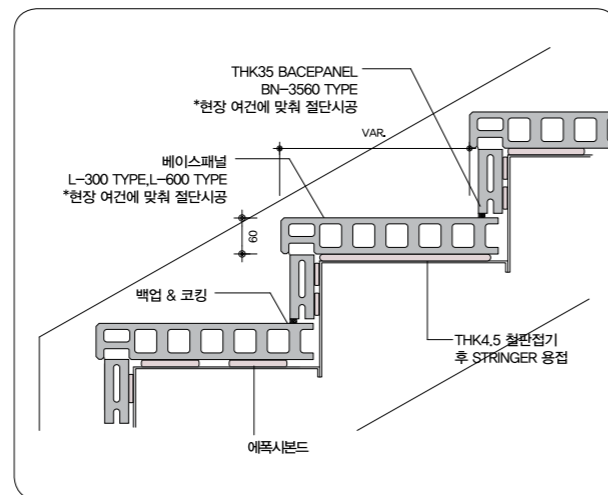 THK35 BACEPANEL
BN-3560 TYPE
*현장 여건에 맞춰 절단시공
VAR.
베이스패널
L-300 TYPE,L-600 TYPE
*현장 여건에 맞춰 절단시공
60
백업 & 코킹
THK4.5 철판접기
후 STRINGER 용접
에폭시본드